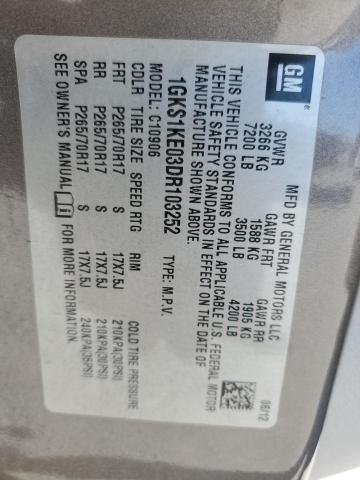 GM
MFD BY GENERAL MOTORS LLC
08/12
GVWR GAWR FRT GAWR RR
3266 KG 1588 KG 1905 KG
7200 LB 3500 LB 4200 LB
THIS VEHICLE CONFORMS TO ALL APPLICABLE U.S. FEDERAL MOTOR
VEHICLE SAFETY STANDARDS IN EFFECT ON THE DATE OF
MANUFACTURE SHOWN ABOVE.
1GKS1KE03DR103252 TYPE: M.P.V.
MODEL: C10906
CDLR TIRE SIZE SPEED RTG RIM COLD TIRE PRESSURE
FRT P265/70R17 S 17X7.5J 210KPA(30PSI)
RR P265/70R17 S 17X7.5J 210KPA(30PSI)
SPA P265/70R17 S 17X7.5J 240KPA(35PSI)
SEE OWNER'S MANUAL FOR MORE INFORMATION.